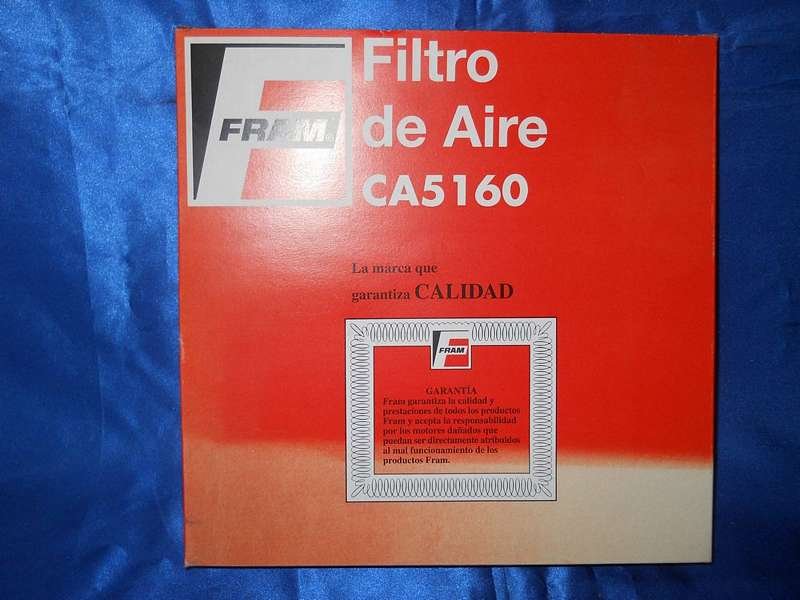 FRAM®
Filtro
de Aire
CA5160
La marca que
garantiza CALIDAD
FRAM
GARANTÍA
Fram garantiza la calidad y
prestaciones de todos los productos
Fram y acepta la responsabilidad
por los motores dañados que
puedan ser directamente atribuidos
al mal funcionamiento de los
productos Fram.